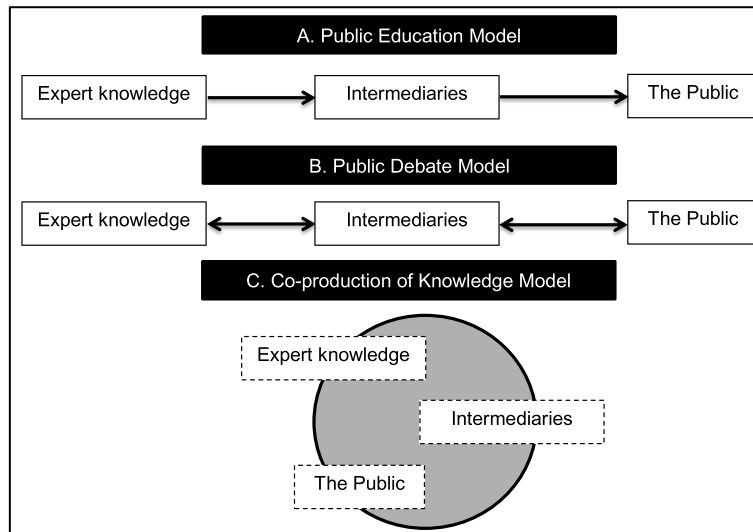 A. Public Education Model
Expert knowledge
Intermediaries
The Public
B. Public Debate Model
Expert knowledge
Intermediaries
The Public
C. Co-production of Knowledge Model
Expert knowledge
Intermediaries
The Public